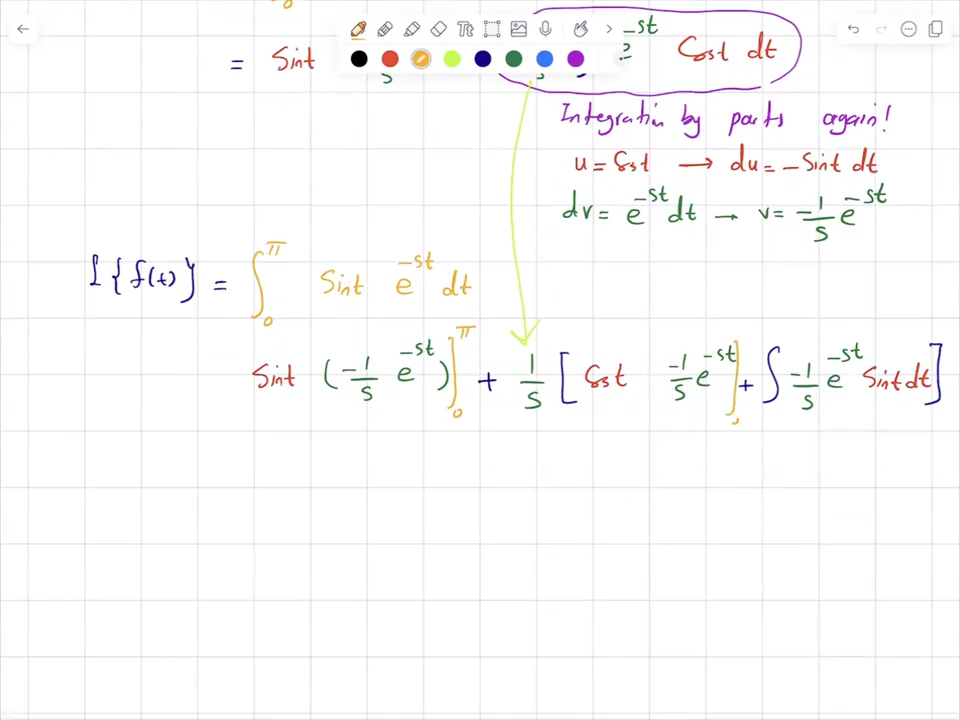 0
= Sint s e^-st Cost dt
Integration by parts again!
u = Cost → du = -Sint dt
dv = e^-st dt → v = -1/s e^-st
L{f(t)} = ∫_0^π Sint e^-st dt
Sint (-1/s e^-st)]_0^π + 1/s [Cost -1/s e^-st] + ∫ -1/s e^-st Sint dt]